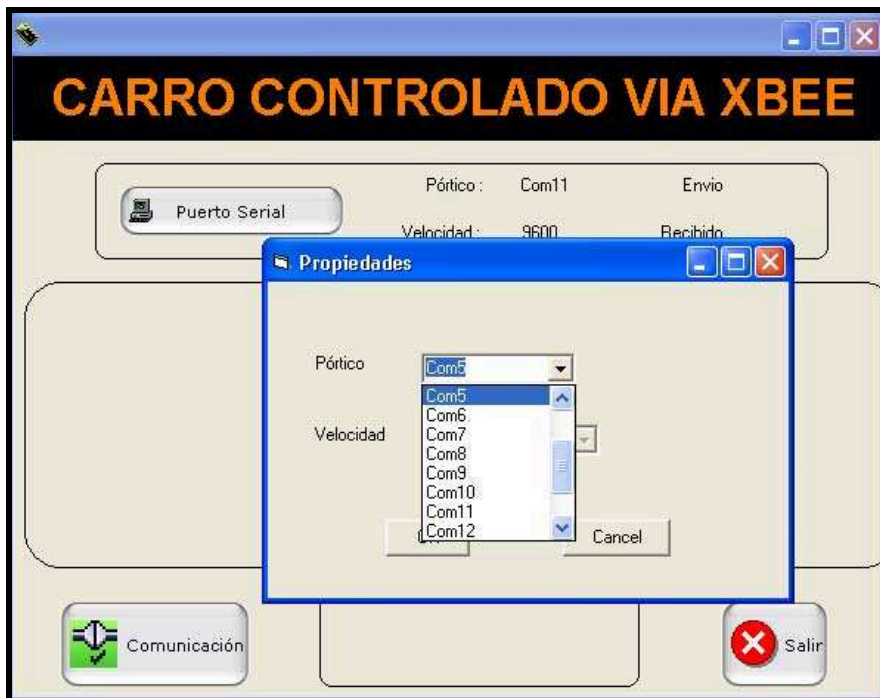 CARRO CONTROLADO VIA XBEE
Puerto Serial
Pórtico : Com11 Envio
Velocidad : 9600 Recibido
Propiedades
Pórtico Com5
Com5
Com6
Velocidad Com7
Com8
Com9
Com10
Com11
Com12
Cancel
Comunicación
Salir